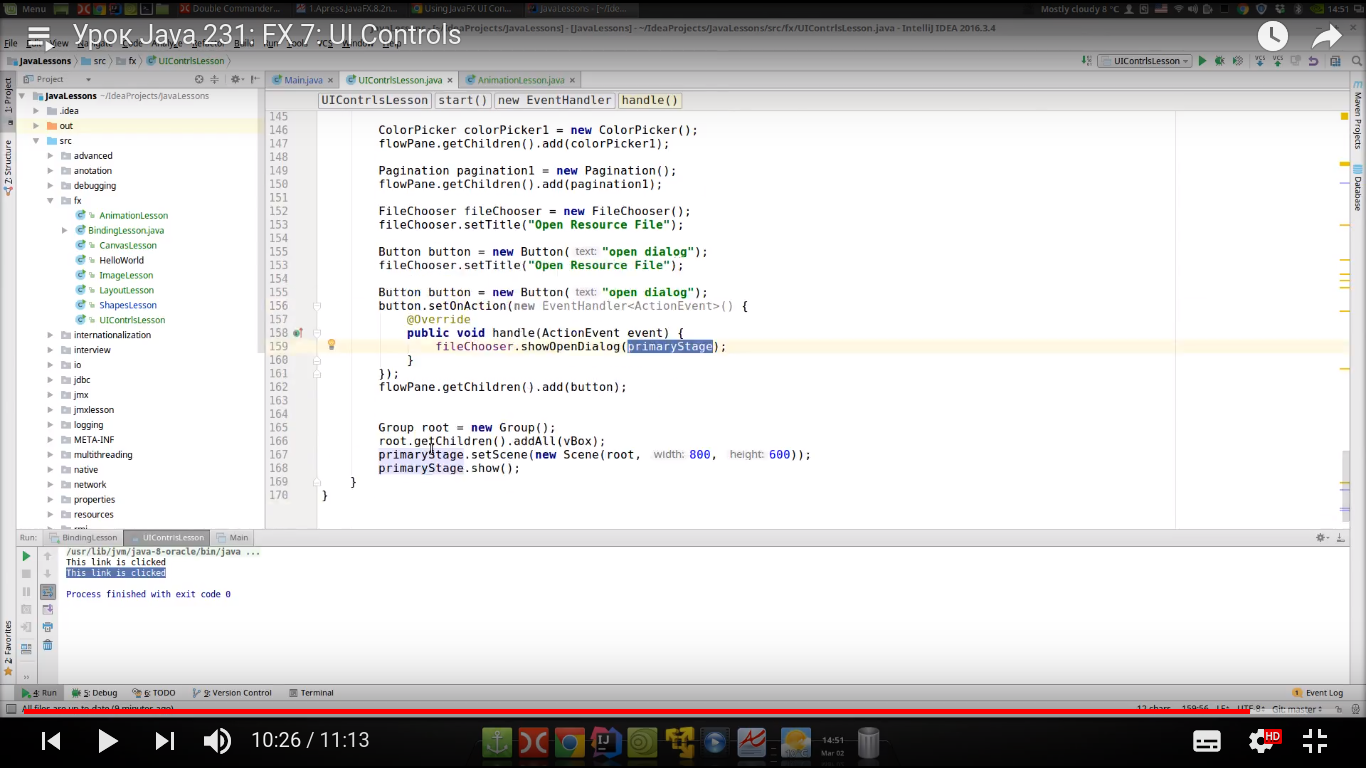 Menu Double Commander... 1.Apress.JavaFX.8.2n... Using JavaFX UI Con... JavaLessons - [~/Ide... Mostly cloudy 8 °C 14:51
JavaLessons - [~/IdeaProjects/JavaLessons] - [JavaLessons] - ~/IdeaProjects/JavaLessons/src/fx/UIContrlsLesson.java - IntelliJ IDEA 2016.3.4
Урок Java 231: FX 7: UI Controls
File
JavaLessons src fx UIContrlsLesson.java UIContrlsLesson
Project Main.java UIContrlsLesson.java AnimationLesson.java
UIContrlsLesson start() new EventHandler handle()
1: Project
Z: Structure
2: Favorites
Maven Projects
Database
JavaLessons ~/IdeaProjects/JavaLessons
.idea
out
src
advanced
anotation
debugging
fx
AnimationLesson
BindingLesson.java
CanvasLesson
HelloWorld
ImageLesson
LayoutLesson
ShapesLesson
UIContrlsLesson
internationalization
interview
io
jdbc
jmx
jmxlesson
logging
META-INF
multithreading
native
network
properties
resources
rmi
145
146 ColorPicker colorPicker1 = new ColorPicker();
147 flowPane.getChildren().add(colorPicker1);
148
149 Pagination pagination1 = new Pagination();
150 flowPane.getChildren().add(pagination1);
151
152 FileChooser fileChooser = new FileChooser();
153 fileChooser.setTitle("Open Resource File");
154
155 Button button = new Button( text: "open dialog");
153 fileChooser.setTitle("Open Resource File");
154
155 Button button = new Button( text: "open dialog");
156 button.setOnAction(new EventHandler<ActionEvent>() {
157 @Override
158 public void handle(ActionEvent event) {
159 fileChooser.showOpenDialog(primaryStage);
160 }
161 });
162 flowPane.getChildren().add(button);
163
164
165 Group root = new Group();
166 root.getChildren().addAll(vBox);
167 primaryStage.setScene(new Scene(root, width: 800, height: 600));
168 primaryStage.show();
169 }
170 }
Run: BindingLesson UIContrlsLesson Main
/usr/lib/jvm/java-8-oracle/bin/java ...
This link is clicked
This link is clicked
Process finished with exit code 0
4: Run 5: Debug 6: TODO 9: Version Control Terminal 1 Event Log
All files are up-to-date (9 minutes ago) 12 chars 159:56 LF÷ UTF-8÷ Git: master÷
10:26 / 11:13
14:51
Mar 02
HD